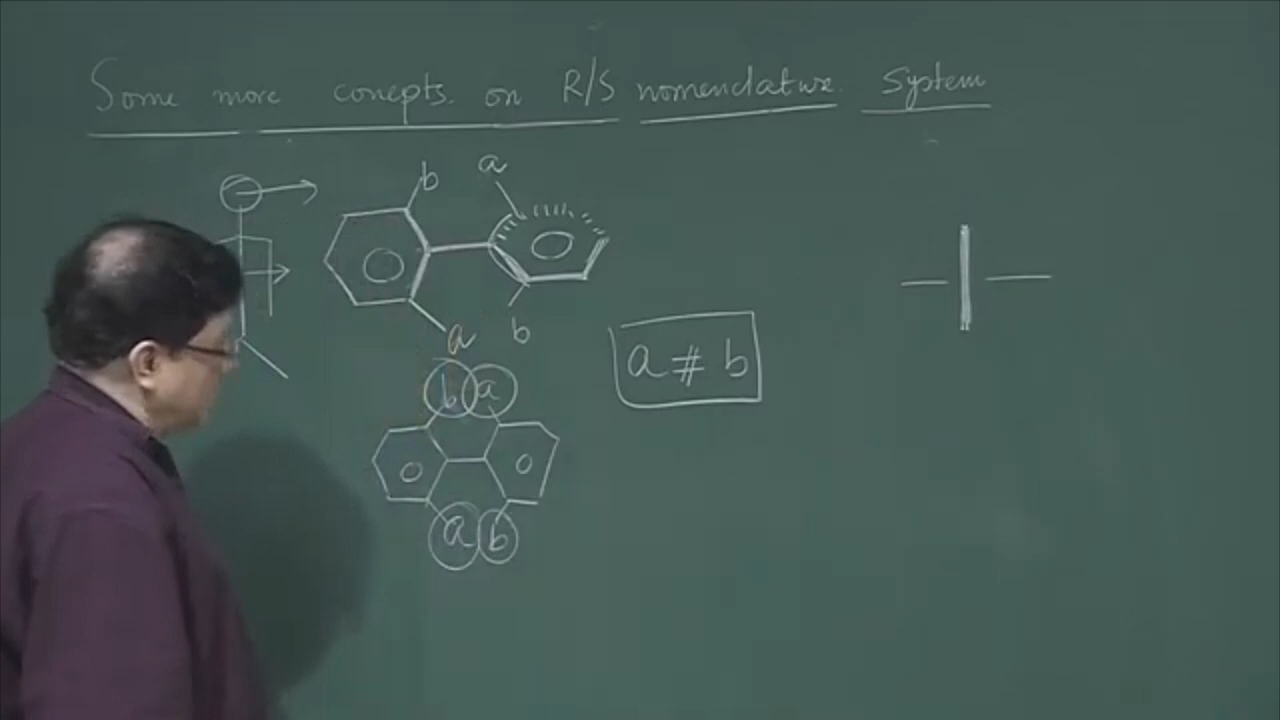 Some more concepts. on R/S nomenclature System
b a
a b
a ≠ b
b a
a b